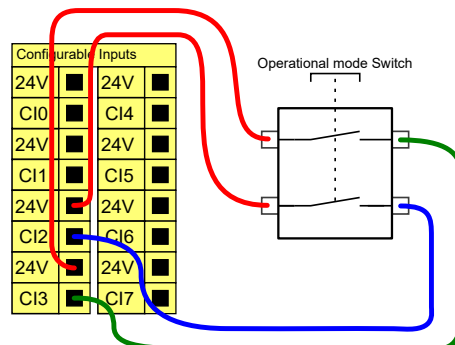 Configurable Inputs
Operational mode Switch
24V 24V
CI0 CI4
24V 24V
CI1 CI5
24V 24V
CI2 CI6
24V 24V
CI3 CI7